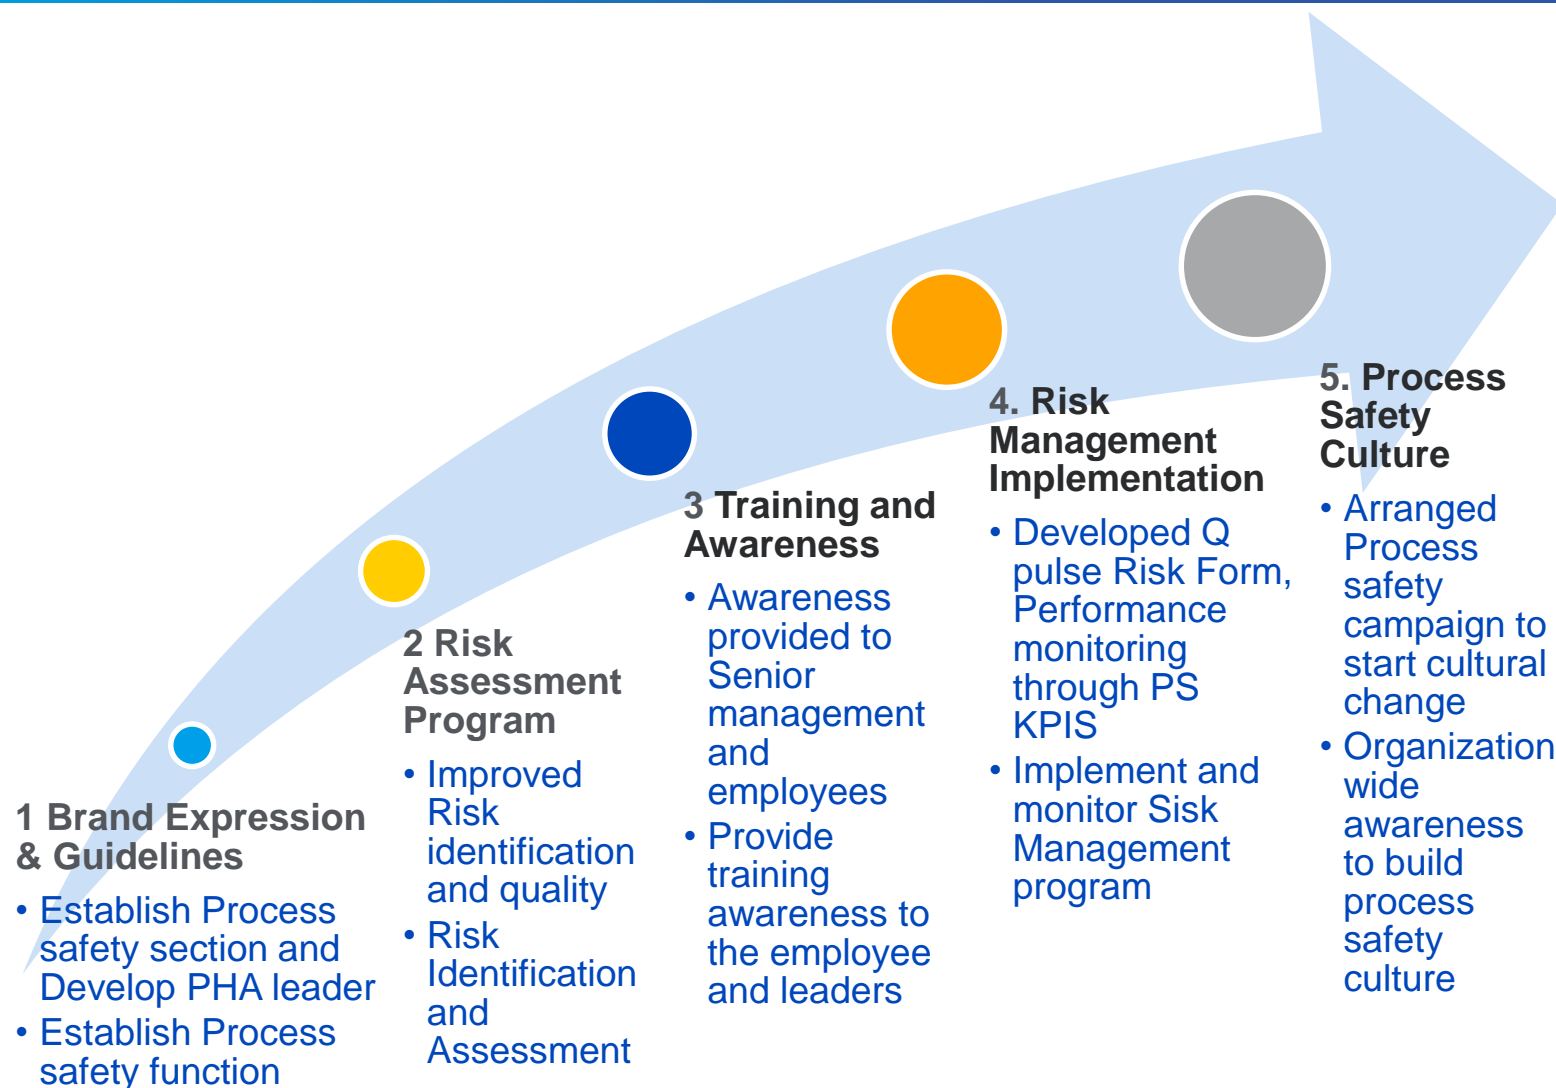 1 Brand Expression
& Guidelines
• Establish Process
safety section and
Develop PHA leader
• Establish Process
safety function
2 Risk
Assessment
Program
• Improved
Risk
identification
and quality
• Risk
Identification
and
Assessment
3 Training and
Awareness
• Awareness
provided to
Senior
management
and
employees
• Provide
training
awareness to
the employee
and leaders
4. Risk
Management
Implementation
• Developed Q
pulse Risk Form,
Performance
monitoring
through PS
KPIS
• Implement and
monitor Sisk
Management
program
5. Process
Safety
Culture
• Arranged
Process
safety
campaign to
start cultural
change
• Organization
wide
awareness
to build
process
safety
culture